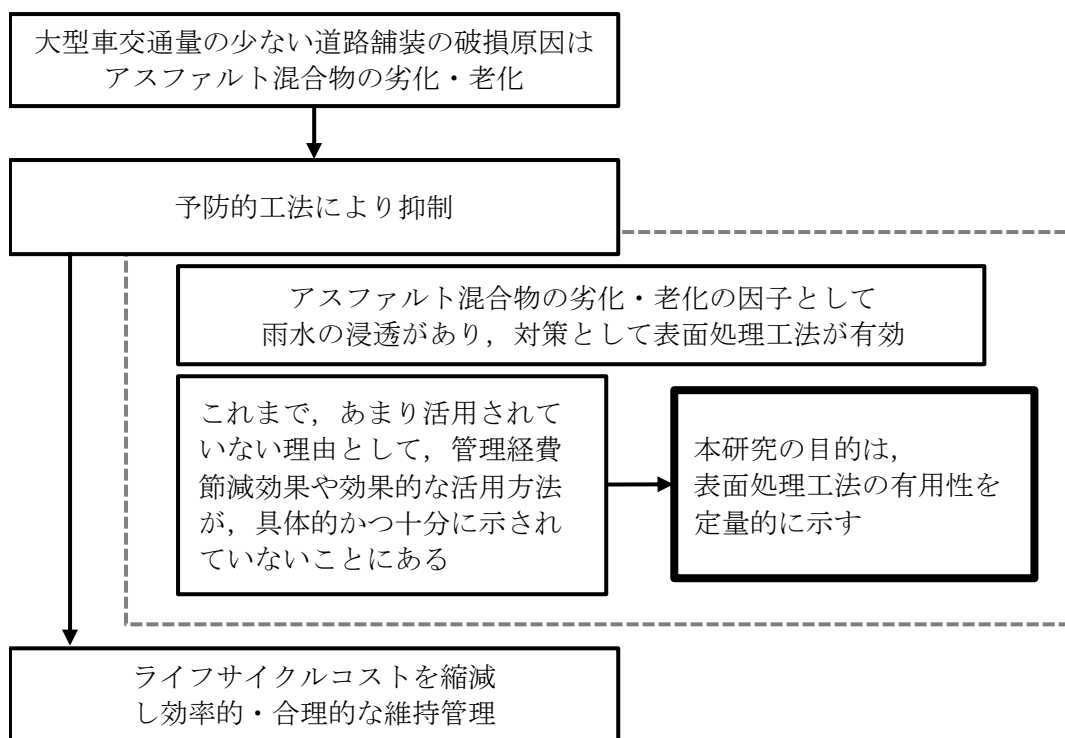 大型車交通量の少ない道路舗装の破損原因は
アスファルト混合物の劣化・老化
予防的工法により抑制
アスファルト混合物の劣化・老化の因子として
雨水の浸透があり，対策として表面処理工法が有効
これまで，あまり活用されて
いない理由として，管理経費
節減効果や効果的な活用方法
が，具体的かつ十分に示され
ていないことにある
本研究の目的は，
表面処理工法の有用性を
定量的に示す
ライフサイクルコストを縮減
し効率的・合理的な維持管理